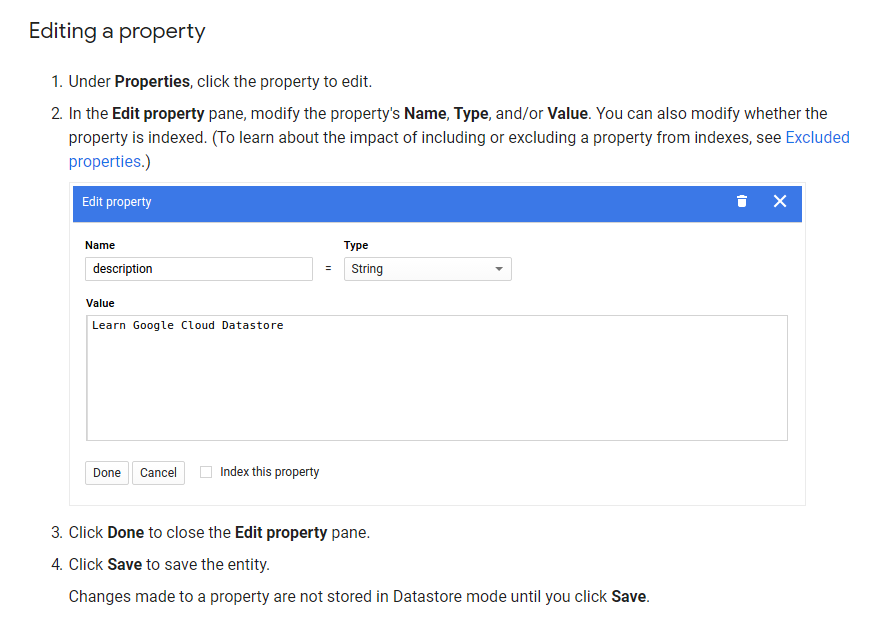 Editing a property
1. Under Properties, click the property to edit.
2. In the Edit property pane, modify the property's Name, Type, and/or Value. You can also modify whether the
property is indexed. (To learn about the impact of including or excluding a property from indexes, see Excluded
properties.)
Edit property
Name Type
description = String
Value
Learn Google Cloud Datastore
Done Cancel Index this property
3. Click Done to close the Edit property pane.
4. Click Save to save the entity.
Changes made to a property are not stored in Datastore mode until you click Save.